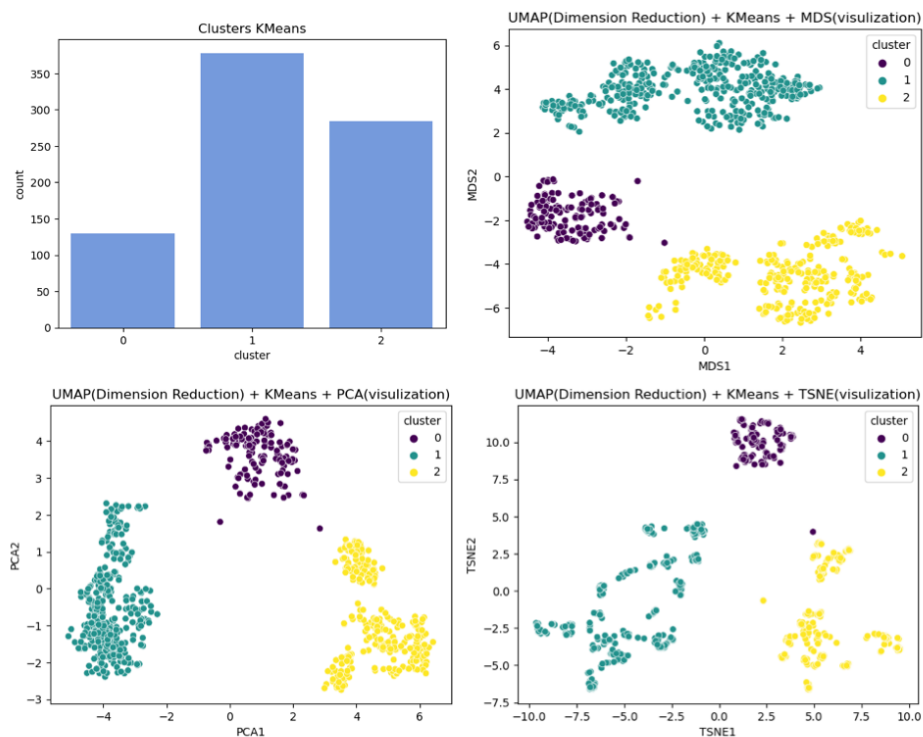 Clusters KMeans
350
300
250
200
150
100
50
0
count
0 1 2
cluster
UMAP(Dimension Reduction) + KMeans + MDS(visulization)
cluster
0
1
2
6
4
2
0
−2
−4
−6
MDS2
−4 −2 0 2 4
MDS1
UMAP(Dimension Reduction) + KMeans + PCA(visulization)
cluster
0
1
2
4
3
2
1
0
−1
−2
−3
PCA2
−4 −2 0 2 4 6
PCA1
UMAP(Dimension Reduction) + KMeans + TSNE(visulization)
cluster
0
1
2
10.0
7.5
5.0
2.5
0.0
−2.5
−5.0
−7.5
TSNE2
−10.0 −7.5 −5.0 −2.5 0.0 2.5 5.0 7.5 10.0
TSNE1